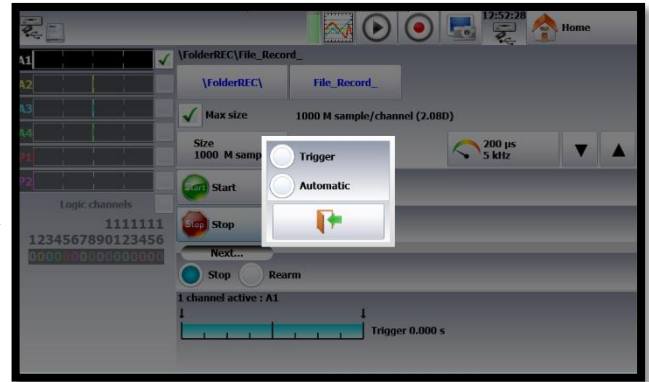 12:52:28
Home
A1
\FolderREC\File_Record_
A2
\FolderREC\ File_Record_
A3
Max size 1000 M sample/channel (2.08D)
A4
Size
1000 M samp
Trigger
200 µs
5 kHz
P1
P2
Start Start
Automatic
Logic channels
1111111
1234567890123456
0000000000000000
Stop Stop
Next...
Stop Rearm
1 channel active : A1
Trigger 0.000 s